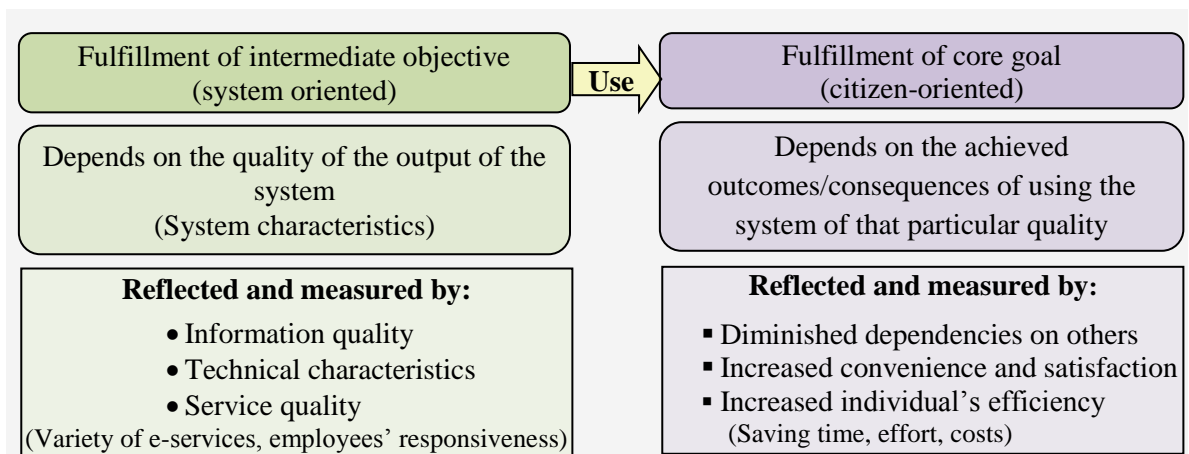 Fulfillment of intermediate objective
(system oriented)
Use
Fulfillment of core goal
(citizen-oriented)
Depends on the quality of the output of the
system
(System characteristics)
Depends on the achieved
outcomes/consequences of using the
system of that particular quality
Reflected and measured by:
• Information quality
• Technical characteristics
• Service quality
(Variety of e-services, employees’ responsiveness)
Reflected and measured by:
▪ Diminished dependencies on others
▪ Increased convenience and satisfaction
▪ Increased individual’s efficiency
(Saving time, effort, costs)